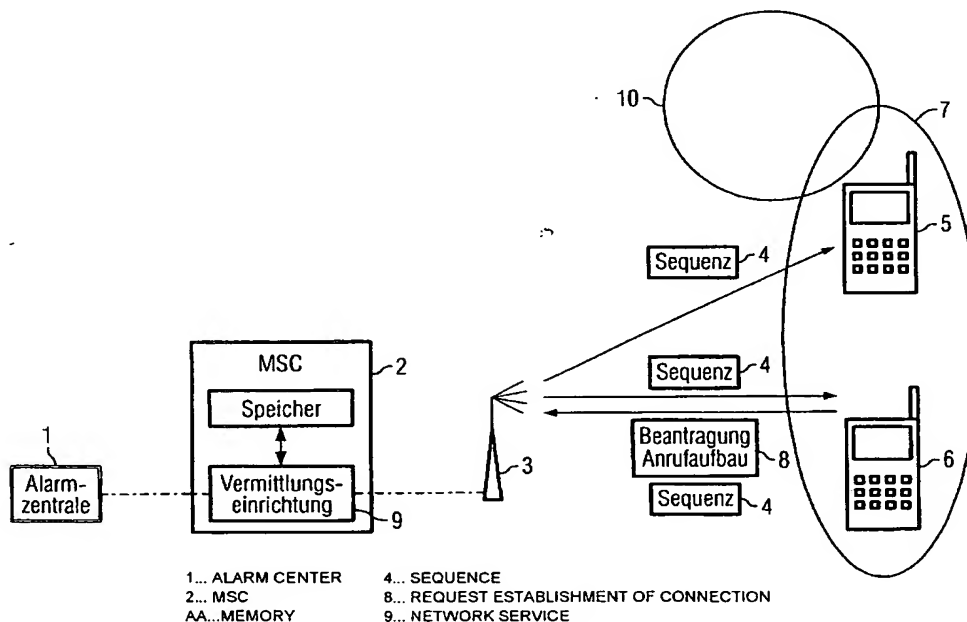 10
7
5
Sequenz
4
MSC
2
Speicher
Sequenz
4
1
Alarm-
zentrale
Vermittlungs-
einrichtung
9
3
Beantragung
Anrufaufbau
8
6
Sequenz
4
1... ALARM CENTER
2... MSC
AA...MEMORY
4... SEQUENCE
8... REQUEST ESTABLISHMENT OF CONNECTION
9... NETWORK SERVICE